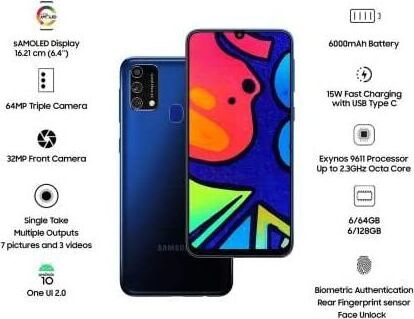 sAMOLED Display
16.21 cm (6.4")
64MP Triple Camera
32MP Front Camera
Single Take
Multiple Outputs
7 pictures and 3 videos
android
10
One UI 2.0
SAMSUNG
6000mAh Battery
15W Fast Charging
with USB Type C
Exynos 9611 Processor
Up to 2.3GHz Octa Core
6/64GB
6/128GB
Biometric Authentication
Rear Fingerprint sensor
Face Unlock